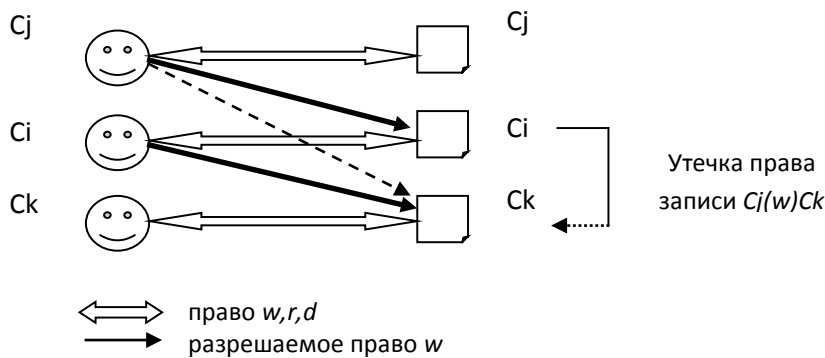 Cj Cj
Ci Ci
Утечка права
Ck Ck
записи Cj(w)Ck
право w,r,d
разрешаемое право w